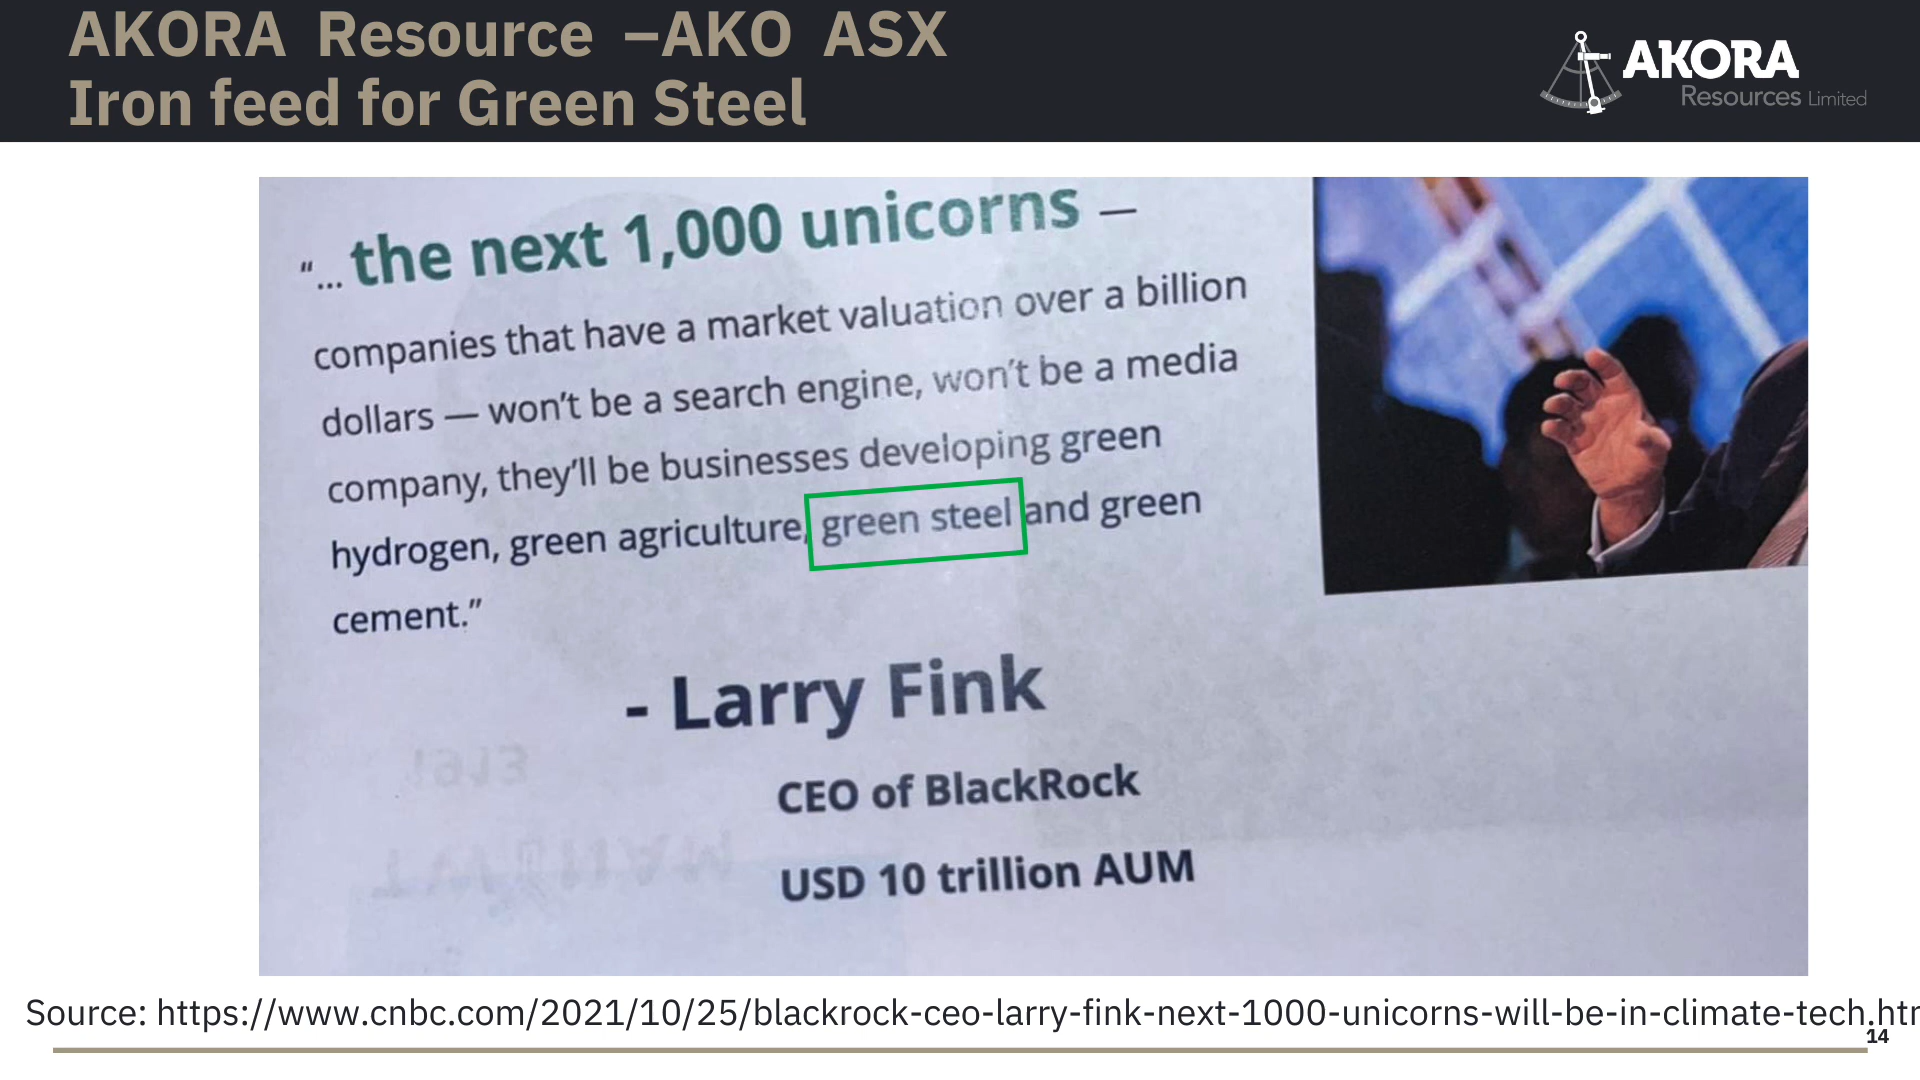 AKORA Resource –AKO ASX
Iron feed for Green Steel
AKORA
Resources Limited
“... the next 1,000 unicorns —
companies that have a market valuation over a billion
dollars — won’t be a search engine, won’t be a media
company, they’ll be businesses developing green
hydrogen, green agriculture, green steel and green
cement.”
- Larry Fink
CEO of BlackRock
USD 10 trillion AUM
Source: https://www.cnbc.com/2021/10/25/blackrock-ceo-larry-fink-next-1000-unicorns-will-be-in-climate-tech.htm
14